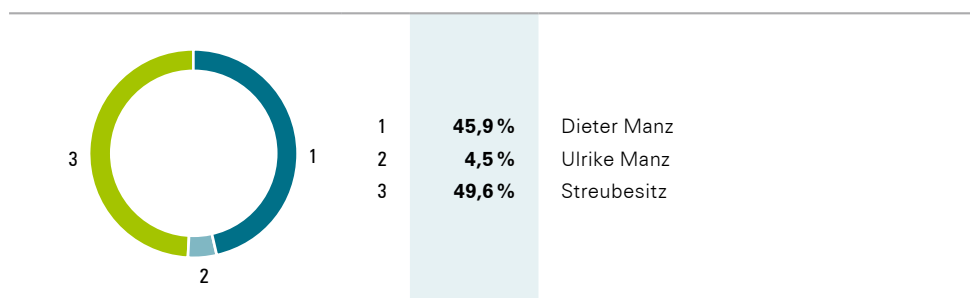 3
1
2
1 45,9 % Dieter Manz
2 4,5 % Ulrike Manz
3 49,6 % Streubesitz